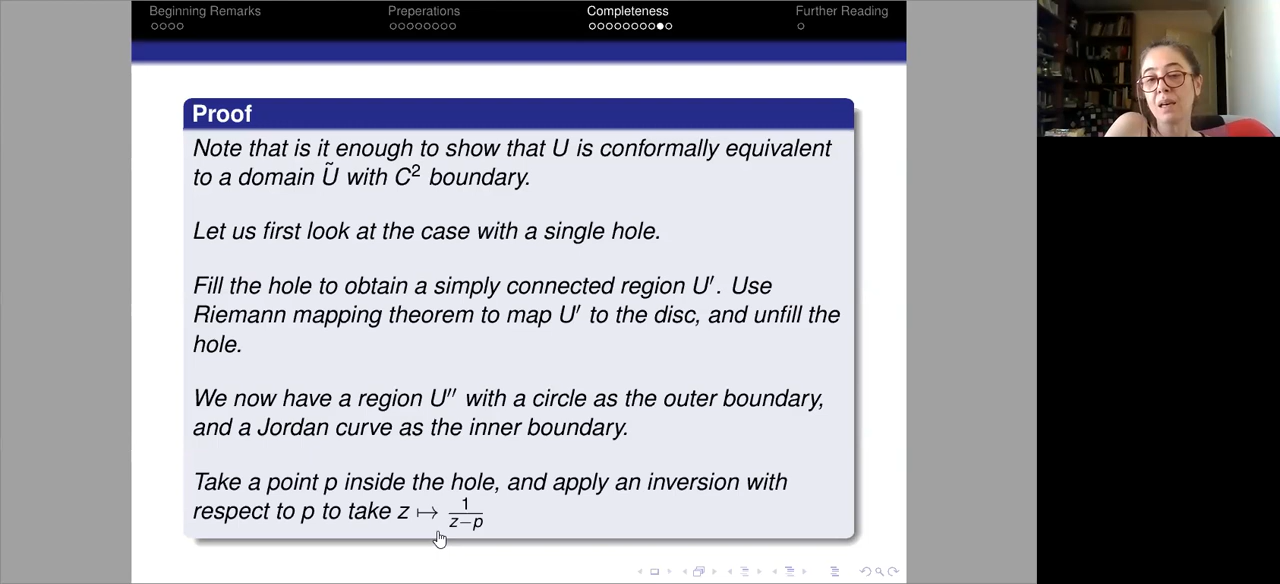 Beginning Remarks Preperations Completeness Further Reading
Proof
Note that is it enough to show that U is conformally equivalent
to a domain Ũ with C² boundary.
Let us first look at the case with a single hole.
Fill the hole to obtain a simply connected region U′. Use
Riemann mapping theorem to map U′ to the disc, and unfill the
hole.
We now have a region U″ with a circle as the outer boundary,
and a Jordan curve as the inner boundary.
Take a point p inside the hole, and apply an inversion with
respect to p to take z ↦ 1/(z−p)